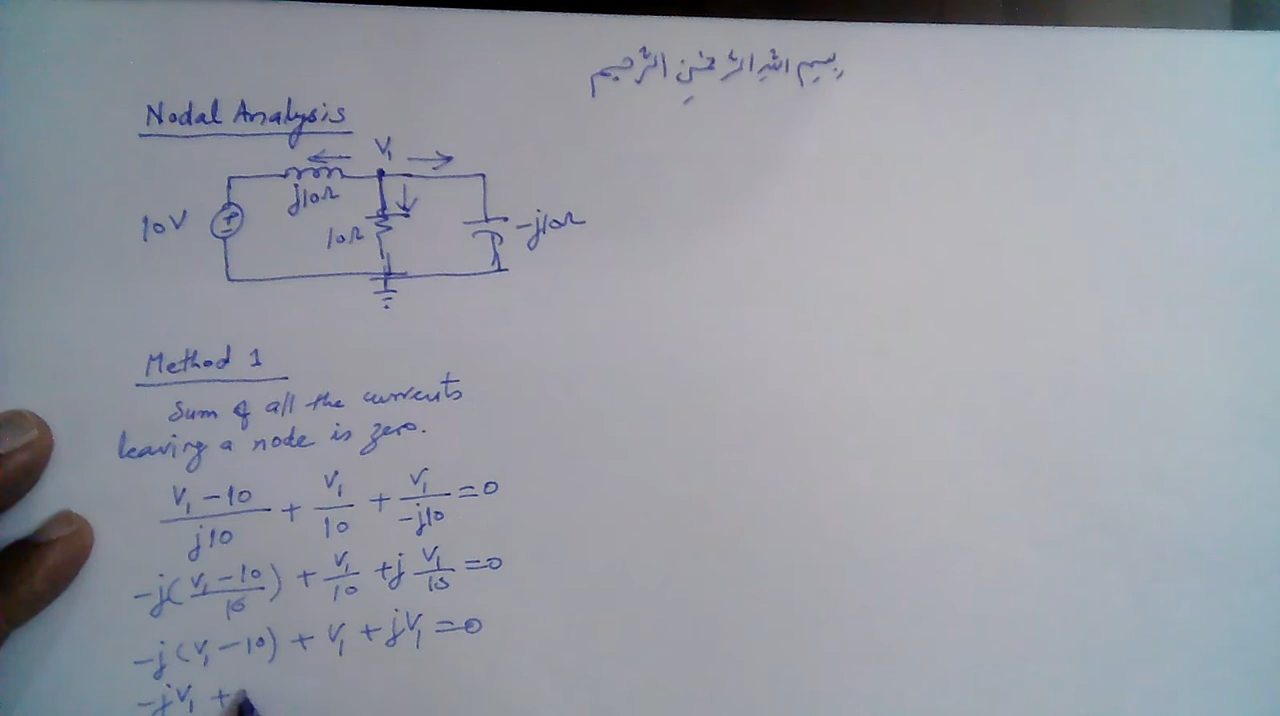 بسم الله الرحمن الرحيم
Nodal Analysis
V₁
j10Ω
10V
10Ω
-j10Ω
Method 1
Sum of all the currents
leaving a node is zero.
(V₁ - 10)/j10 + V₁/10 + V₁/-j10 = 0
-j((V₁ - 10)/10) + V₁/10 + j V₁/10 = 0
-j(V₁ - 10) + V₁ + jV₁ = 0
-jV₁ +